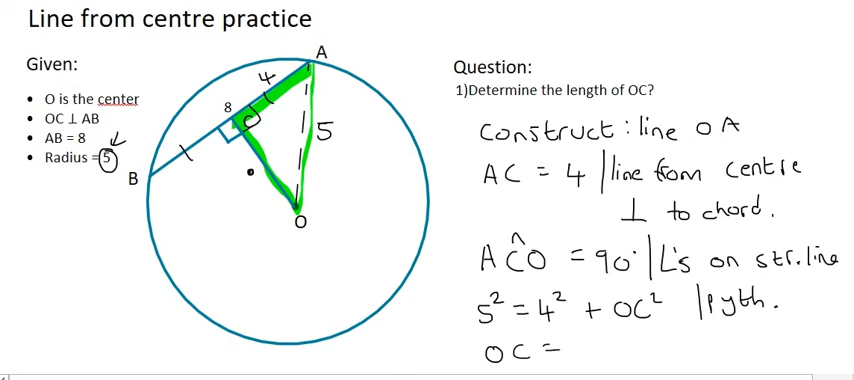 Line from centre practice
Given:
• O is the center
• OC ⊥ AB
• AB = 8
• Radius = 5
A
4
8
C
5
B
O
Question:
1)Determine the length of OC?
Construct : line OA
AC = 4 | line from centre
⊥ to chord.
AĈO = 90° | L's on str. line
5² = 4² + OC² | Pyth.
OC =